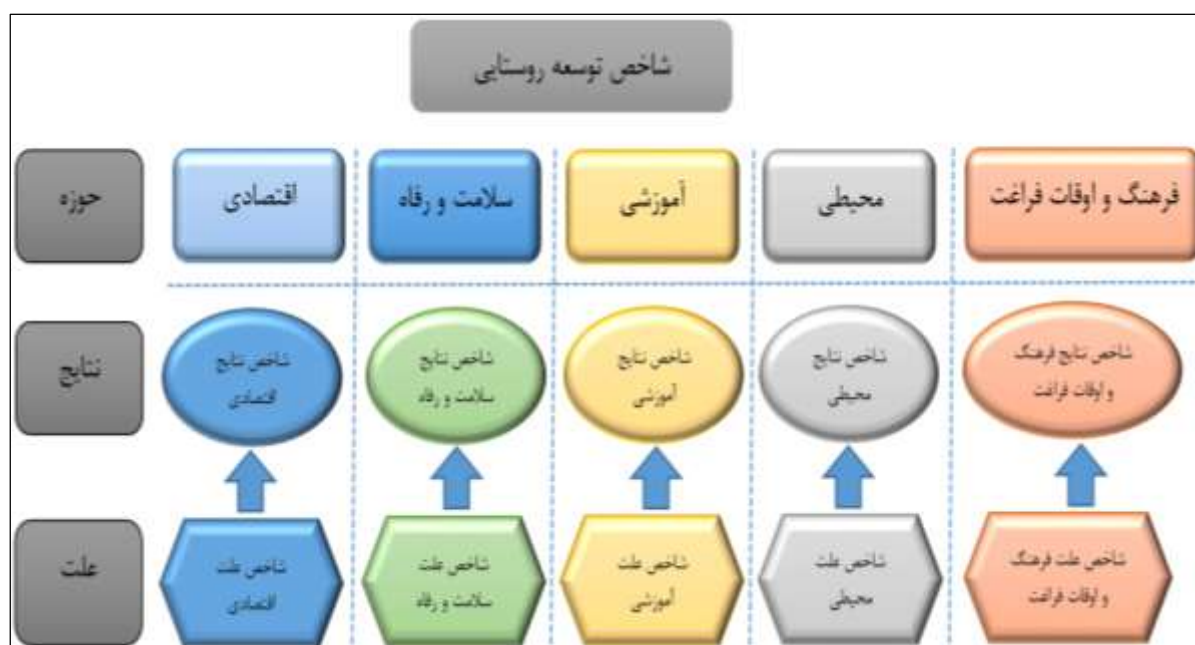 شاخص توسعه روستایی
حوزه
اقتصادی
سلامت و رفاه
آموزشی
محیطی
فرهنگ و اوقات فراغت
نتایج
شاخص نتایج
اقتصادی
شاخص نتایج
سلامت و رفاه
شاخص نتایج
آموزشی
شاخص نتایج
محیطی
شاخص نتایج فرهنگ
و اوقات فراغت
علت
شاخص علت
اقتصادی
شاخص علت
سلامت و رفاه
شاخص علت
آموزشی
شاخص علت
محیطی
شاخص علت فرهنگ
و اوقات فراغت